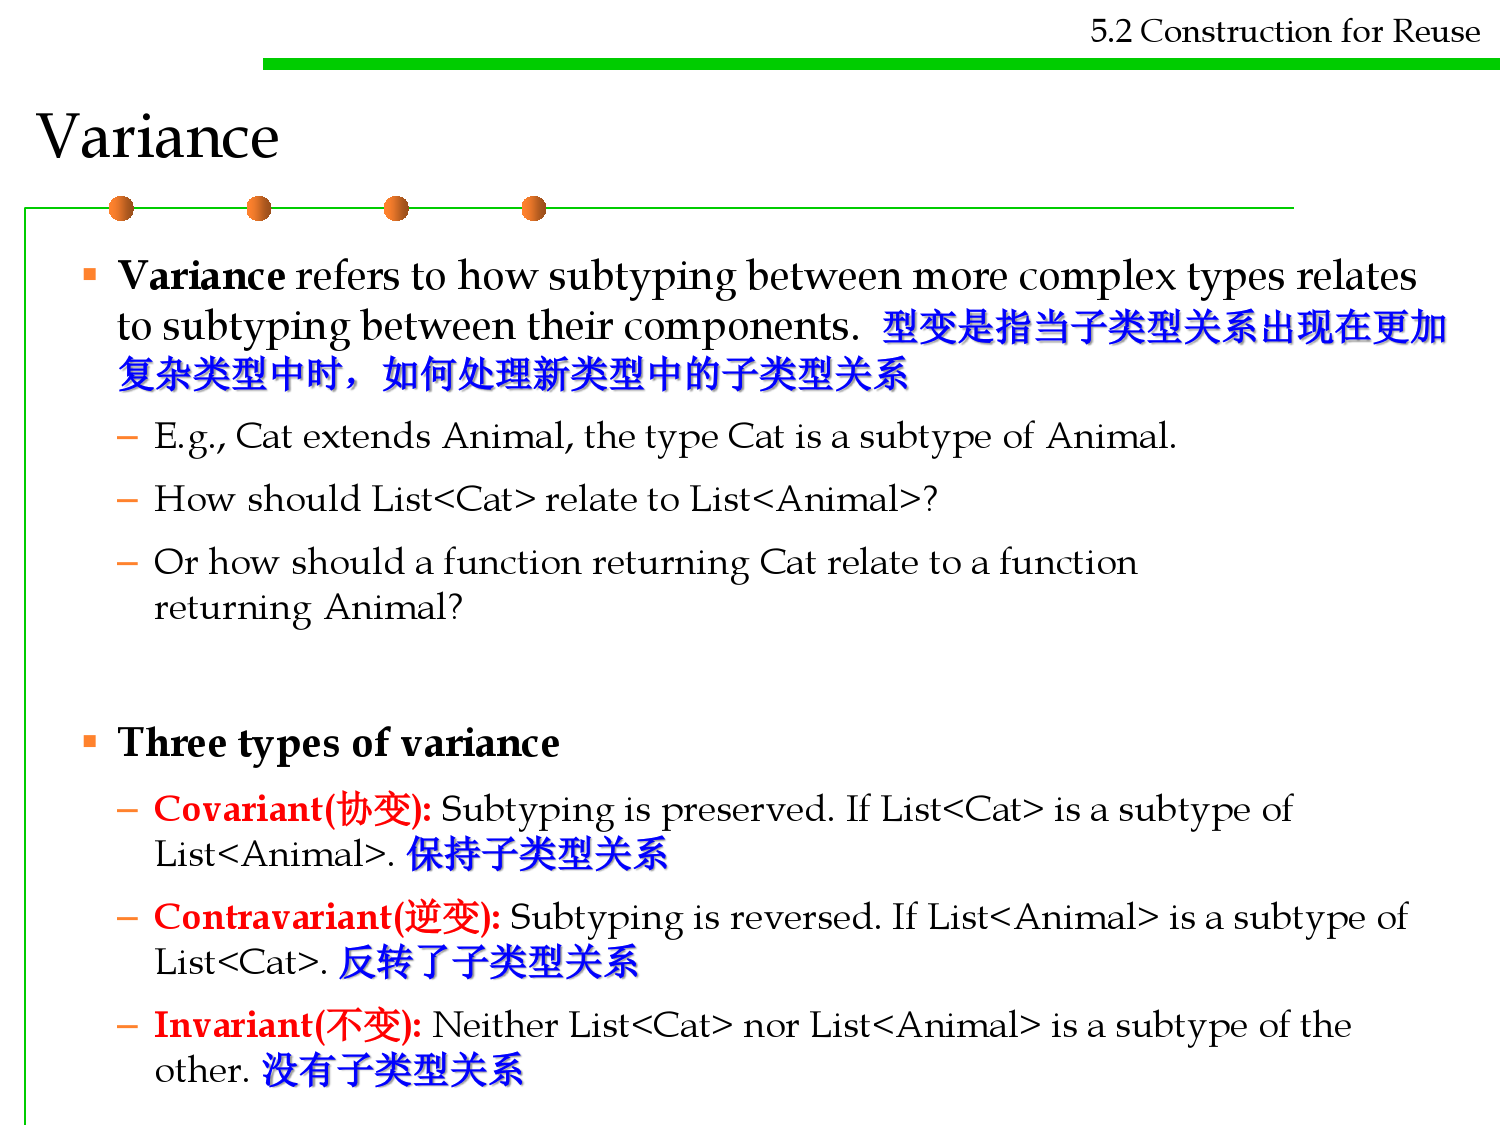 5.2 Construction for Reuse
Variance
▪ Variance refers to how subtyping between more complex types relates
to subtyping between their components. 型变是指当子类型关系出现在更加
复杂类型中时，如何处理新类型中的子类型关系
– E.g., Cat extends Animal, the type Cat is a subtype of Animal.
– How should List<Cat> relate to List<Animal>?
– Or how should a function returning Cat relate to a function
returning Animal?
▪ Three types of variance
– Covariant(协变): Subtyping is preserved. If List<Cat> is a subtype of
List<Animal>. 保持子类型关系
– Contravariant(逆变): Subtyping is reversed. If List<Animal> is a subtype of
List<Cat>. 反转了子类型关系
– Invariant(不变): Neither List<Cat> nor List<Animal> is a subtype of the
other. 没有子类型关系